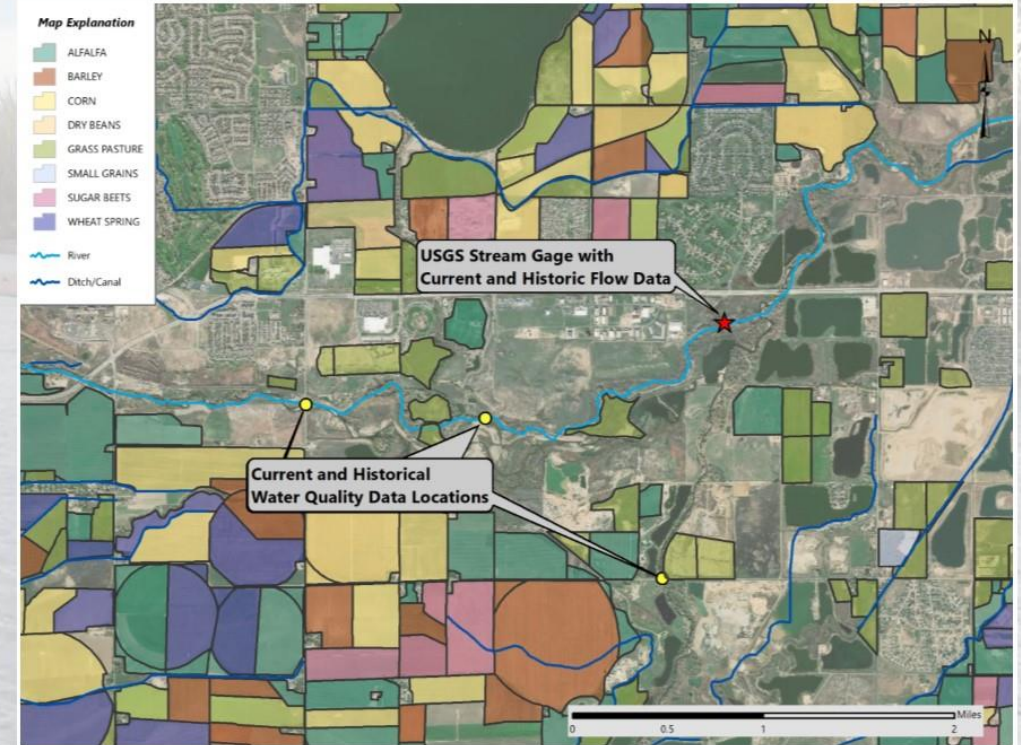 Map Explanation
ALFALFA
BARLEY
CORN
DRY BEANS
GRASS PASTURE
SMALL GRAINS
SUGAR BEETS
WHEAT SPRING
River
Ditch/Canal
N
USGS Stream Gage with
Current and Historic Flow Data
Current and Historical
Water Quality Data Locations
Miles
0 0.5 1 2